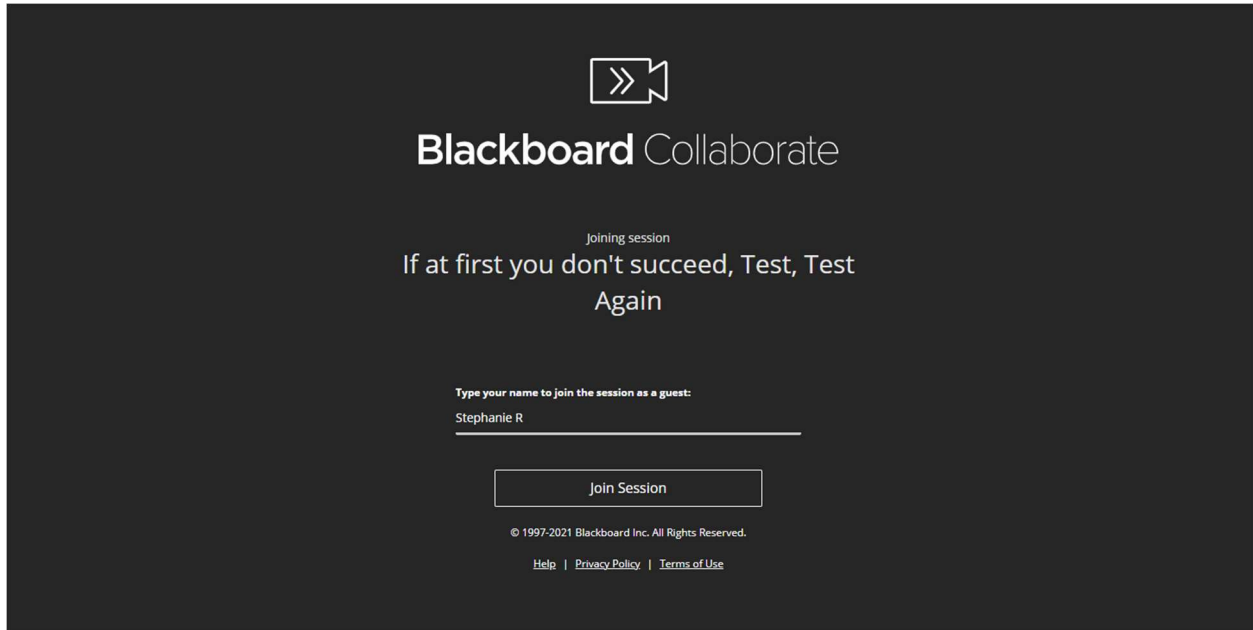 Blackboard Collaborate
Joining session
If at first you don't succeed, Test, Test
Again
Type your name to join the session as a guest:
Stephanie R
Join Session
© 1997-2021 Blackboard Inc. All Rights Reserved.
Help | Privacy Policy | Terms of Use